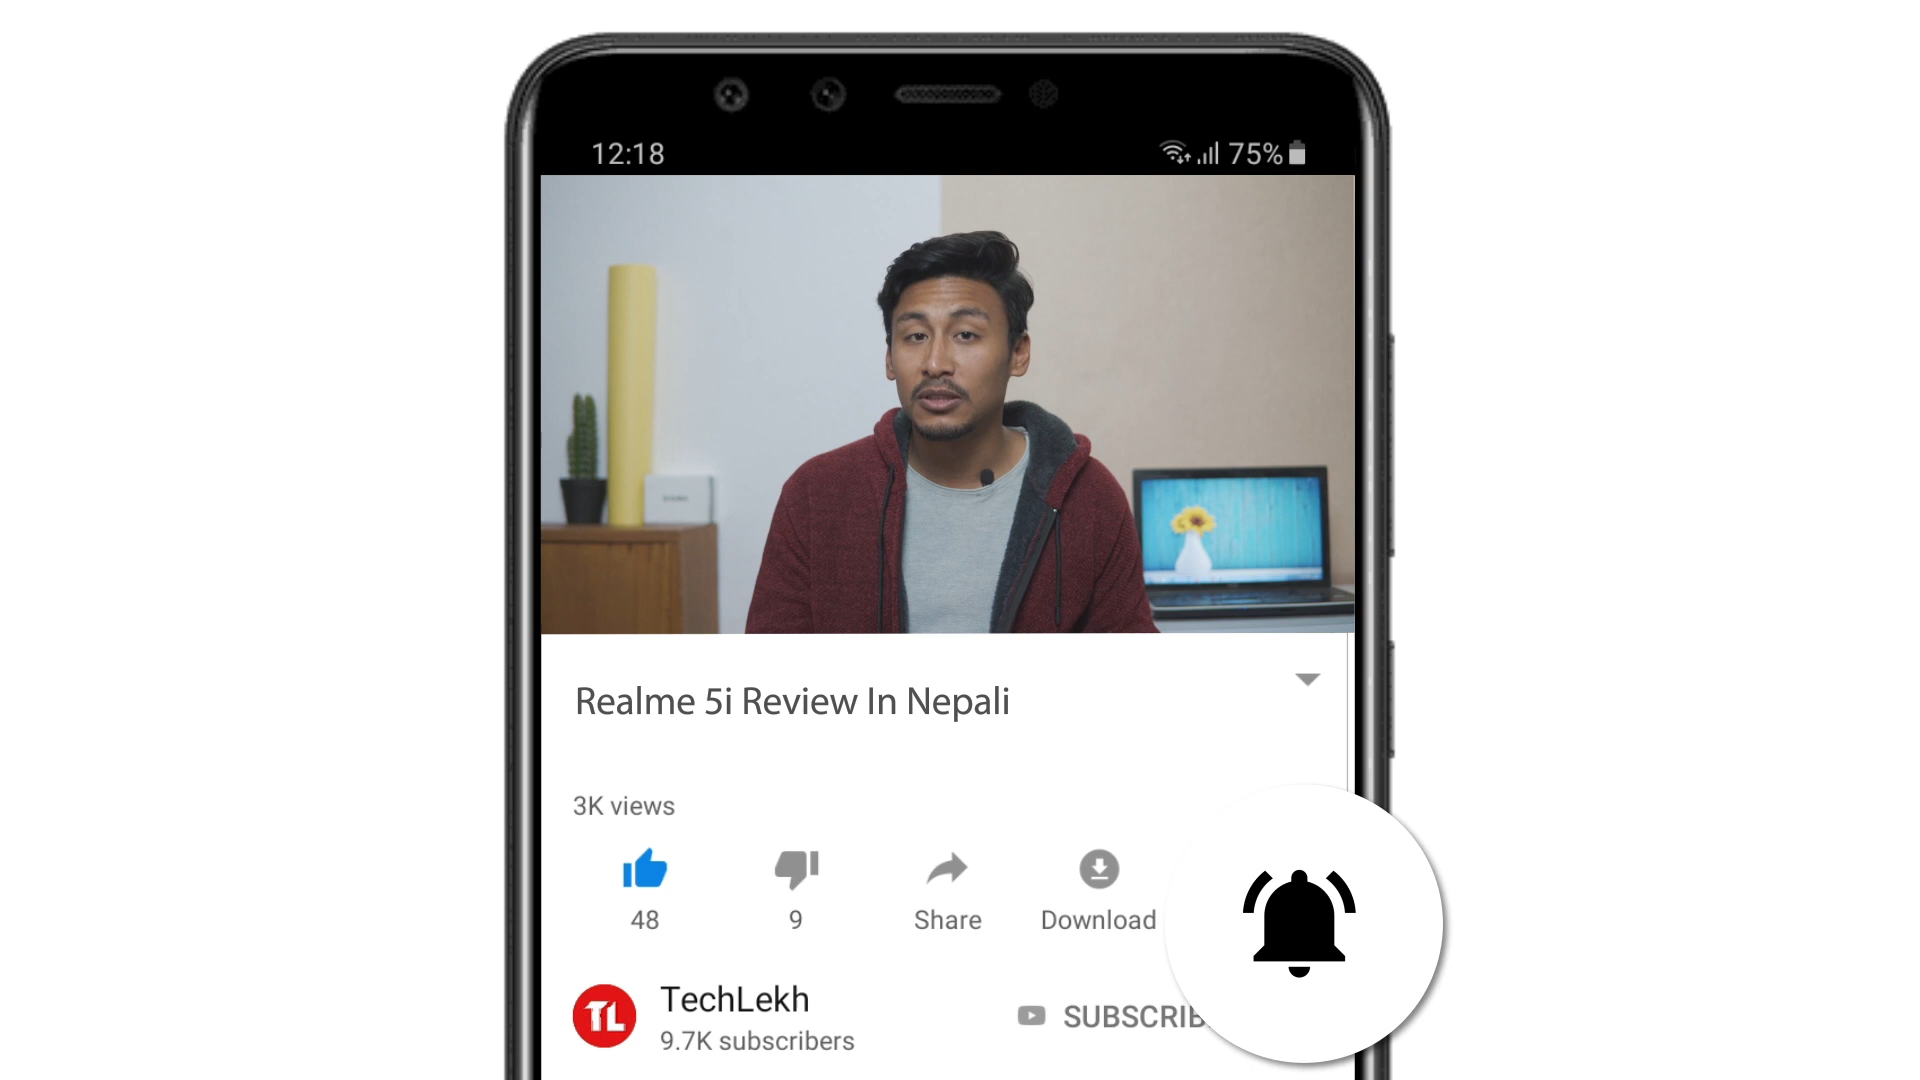 12:18 75%
Realme 5i Review In Nepali
3K views
48 9 Share Download
TL TechLekh
9.7K subscribers
SUBSCRIB